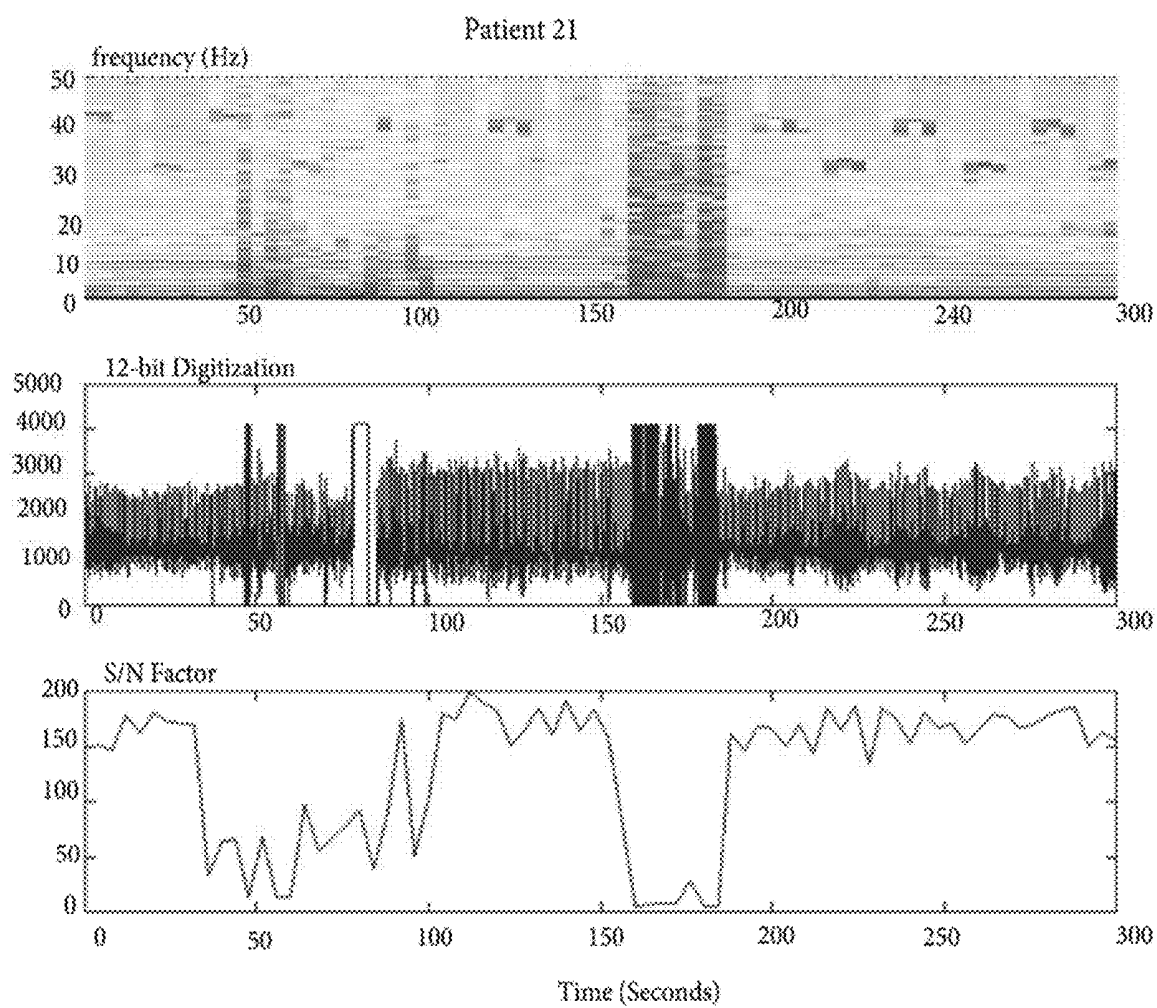 Patient 21
frequency (Hz)
50
40
30
20
10
0
50 100 150 200 240 300
12-bit Digitization
5000
4000
3000
2000
1000
0
0 50 100 150 200 250 300
S/N Factor
200
150
100
50
0
0 50 100 150 200 250 300
Time (Seconds)